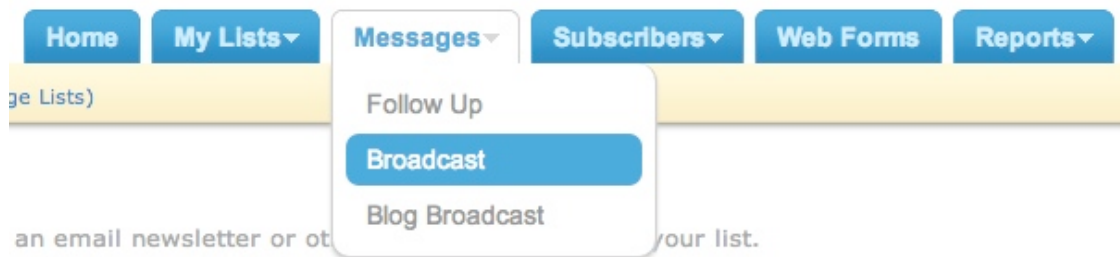 Home My Lists Messages Subscribers Web Forms Reports
ge Lists)
Follow Up
Broadcast
Blog Broadcast
an email newsletter or ot your list.